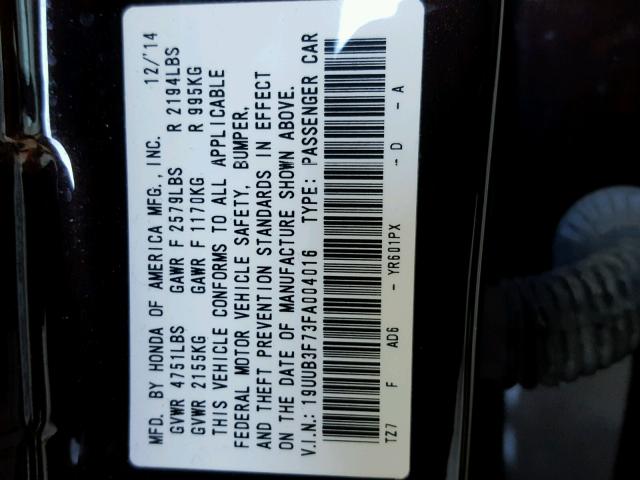 MFD. BY HONDA OF AMERICA MFG., INC. 12/'14
GVWR 4751LBS GAWR F 2579LBS R 2194LBS
GVWR 2155KG GAWR F 1170KG R 995KG
THIS VEHICLE CONFORMS TO ALL APPLICABLE
FEDERAL MOTOR VEHICLE SAFETY, BUMPER,
AND THEFT PREVENTION STANDARDS IN EFFECT
ON THE DATE OF MANUFACTURE SHOWN ABOVE.
V.I.N.: 19UUB3F73FA004016 TYPE: PASSENGER CAR
TZ7 F AD6 - YR601PX - D - A